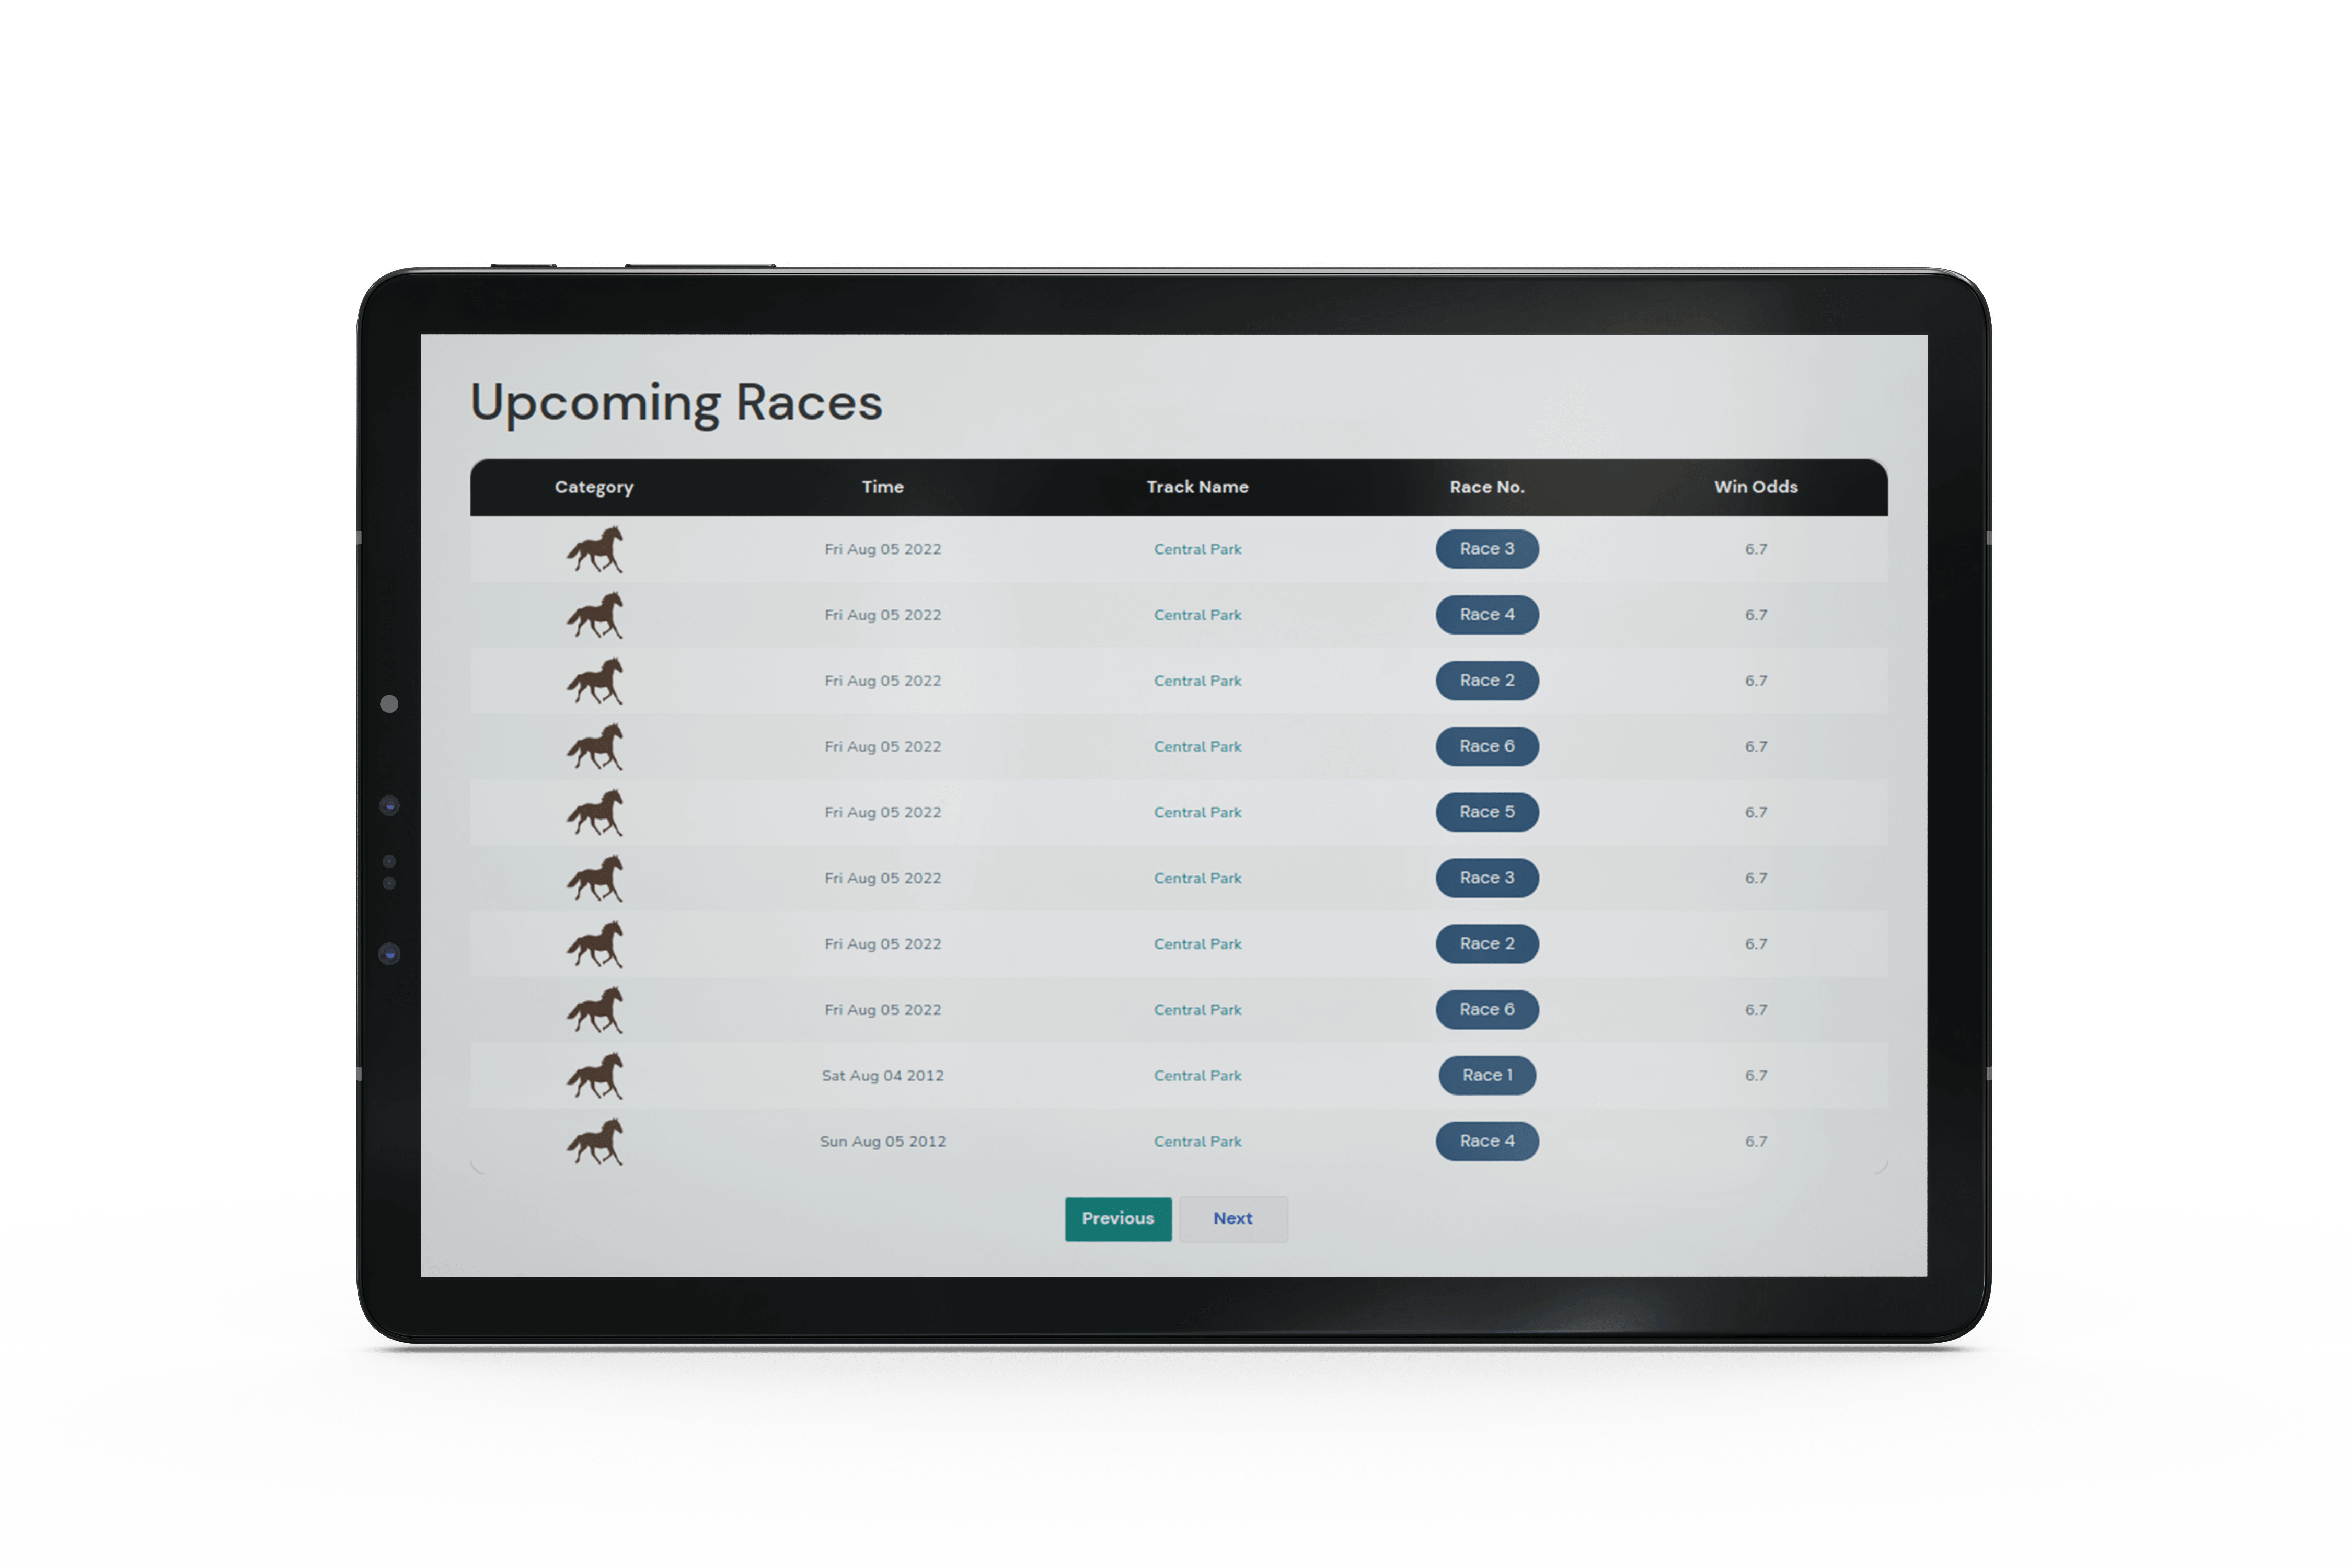 Upcoming Races
Category Time Track Name Race No. Win Odds
Fri Aug 05 2022 Central Park Race 3 6.7
Fri Aug 05 2022 Central Park Race 4 6.7
Fri Aug 05 2022 Central Park Race 2 6.7
Fri Aug 05 2022 Central Park Race 6 6.7
Fri Aug 05 2022 Central Park Race 5 6.7
Fri Aug 05 2022 Central Park Race 3 6.7
Fri Aug 05 2022 Central Park Race 2 6.7
Fri Aug 05 2022 Central Park Race 6 6.7
Sat Aug 04 2012 Central Park Race 1 6.7
Sun Aug 05 2012 Central Park Race 4 6.7
Previous Next